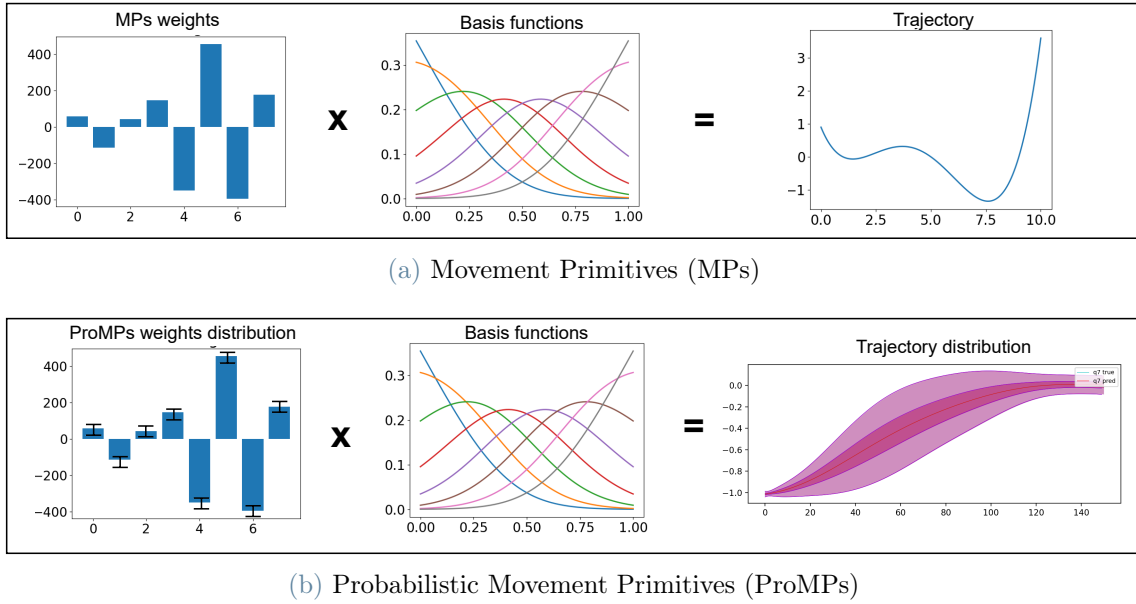 MPs weights
Basis functions
Trajectory
400
200
0
−200
−400
0 2 4 6
x
0.3
0.2
0.1
0.0
0.00 0.25 0.50 0.75 1.00
=
3
2
1
0
−1
0.0 2.5 5.0 7.5 10.0
(a) Movement Primitives (MPs)
ProMPs weights distribution
Basis functions
Trajectory distribution
400
200
0
−200
−400
0 2 4 6
x
0.3
0.2
0.1
0.0
0.00 0.25 0.50 0.75 1.00
=
q7 true
q7 pred
0.0
−0.2
−0.4
−0.6
−0.8
−1.0
0 20 40 60 80 100 120 140
(b) Probabilistic Movement Primitives (ProMPs)